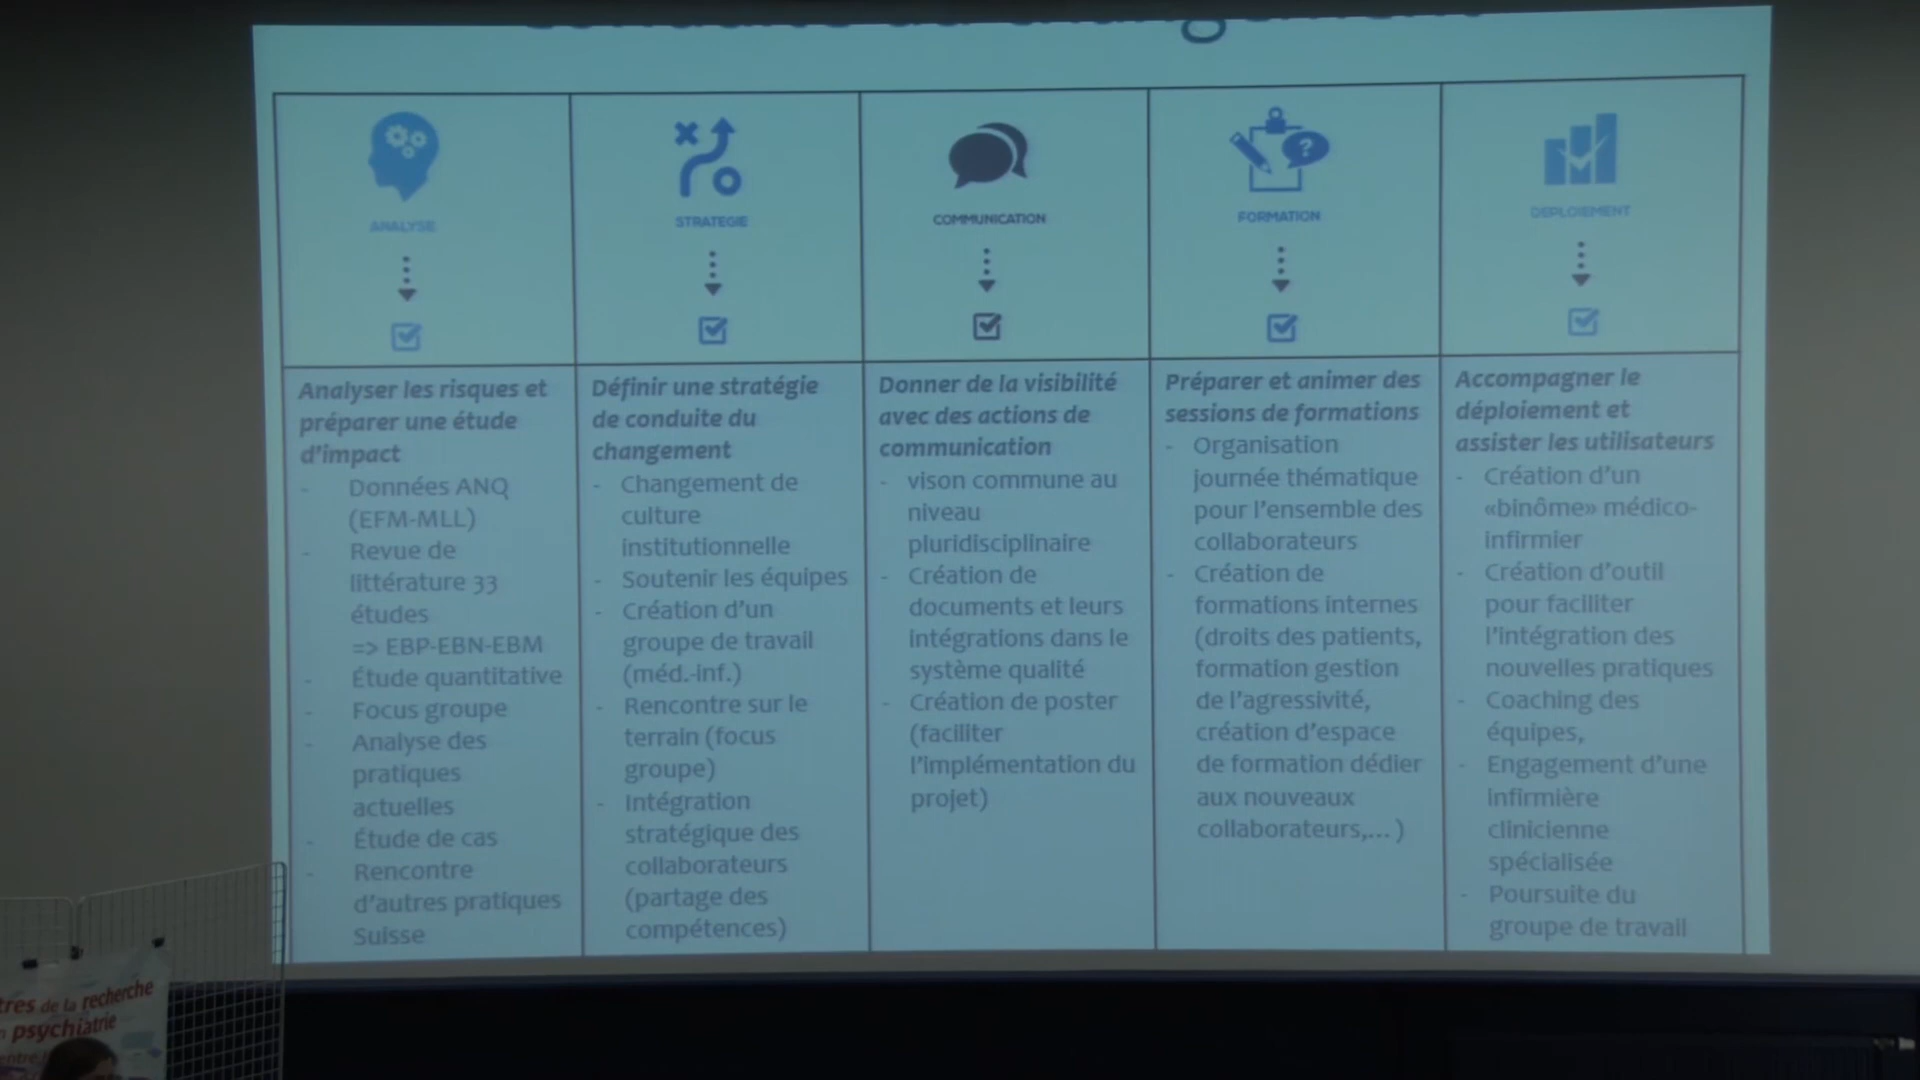 ANALYSE
Analyser les risques et
préparer une étude
d'impact
- Données ANQ
(EFM-MLL)
- Revue de
littérature 33
études
=> EBP-EBN-EBM
- Étude quantitative
- Focus groupe
- Analyse des
pratiques
actuelles
- Étude de cas
- Rencontre
d'autres pratiques
Suisse
STRATEGIE
Définir une stratégie
de conduite du
changement
- Changement de
culture
institutionnelle
- Soutenir les équipes
- Création d'un
groupe de travail
(méd.-inf.)
- Rencontre sur le
terrain (focus
groupe)
- Intégration
stratégique des
collaborateurs
(partage des
compétences)
COMMUNICATION
Donner de la visibilité
avec des actions de
communication
- vison commune au
niveau
pluridisciplinaire
- Création de
documents et leurs
intégrations dans le
système qualité
- Création de poster
(faciliter
l'implémentation du
projet)
FORMATION
Préparer et animer des
sessions de formations
- Organisation
journée thématique
pour l'ensemble des
collaborateurs
- Création de
formations internes
(droits des patients,
formation gestion
de l'agressivité,
création d'espace
de formation dédier
aux nouveaux
collaborateurs,... )
DEPLOIEMENT
Accompagner le
déploiement et
assister les utilisateurs
- Création d'un
«binôme» médico-
infirmier
- Création d'outil
pour faciliter
l'intégration des
nouvelles pratiques
- Coaching des
équipes,
- Engagement d'une
infirmière
clinicienne
spécialisée
- Poursuite du
groupe de travail
tres de la recherche
psychiatrie